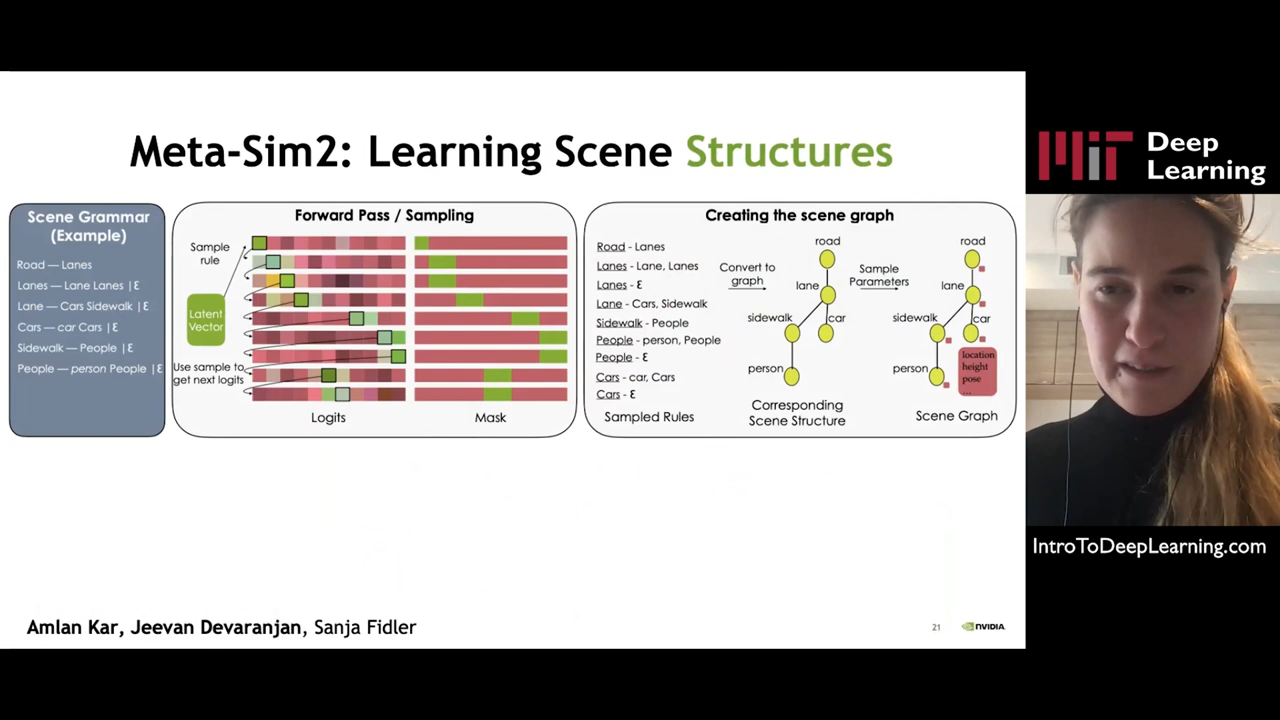 Meta-Sim2: Learning Scene Structures
Scene Grammar
(Example)
Road — Lanes
Lanes — Lane Lanes |Ɛ
Lane — Cars Sidewalk |Ɛ
Cars — car Cars |Ɛ
Sidewalk — People |Ɛ
People — person People |Ɛ
Forward Pass / Sampling
Sample
rule
Latent
Vector
Use sample to
get next logits
Logits
Mask
Creating the scene graph
Road - Lanes
Lanes - Lane, Lanes
Lanes - Ɛ
Lane - Cars, Sidewalk
Sidewalk - People
People - person, People
People - Ɛ
Cars - car, Cars
Cars - Ɛ
Sampled Rules
Convert to
graph
road
lane
sidewalk
car
person
Corresponding
Scene Structure
Sample
Parameters
road
lane
sidewalk
car
person
location
height
pose
...
Scene Graph
Amlan Kar, Jeevan Devaranjan, Sanja Fidler
21
NVIDIA
MIT
Deep
Learning
IntroToDeepLearning.com